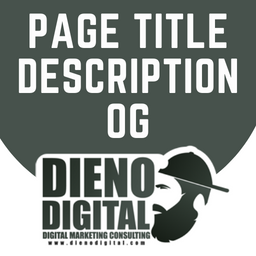 PAGE TITLE
DESCRIPTION
OG
DIENO
DIGITAL
DIGITAL MARKETING CONSULTING
www.dienodigital.com